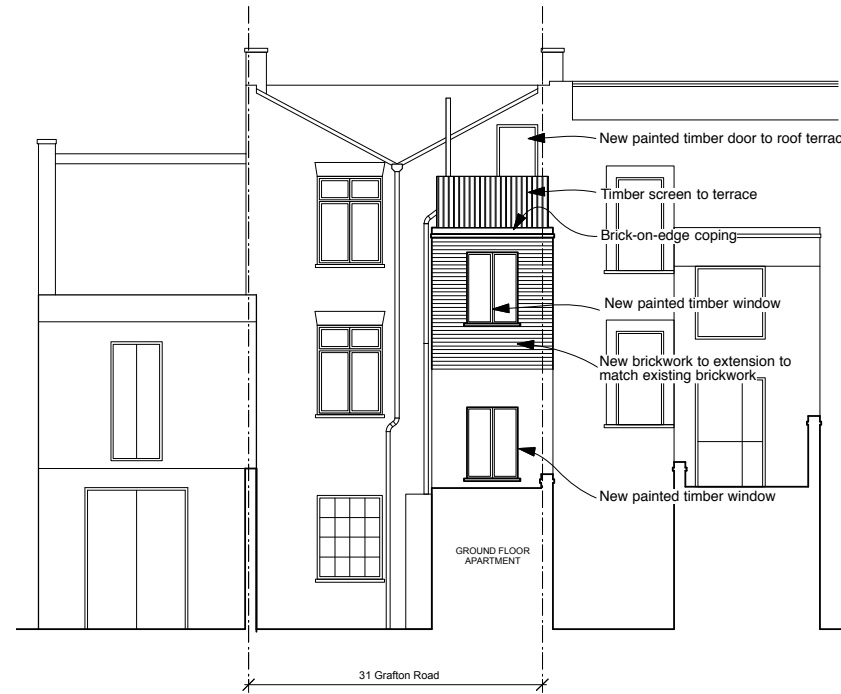 New painted timber door to roof terrac
Timber screen to terrace
Brick-on-edge coping
New painted timber window
New brickwork to extension to
match existing brickwork
New painted timber window
GROUND FLOOR
APARTMENT
31 Grafton Road